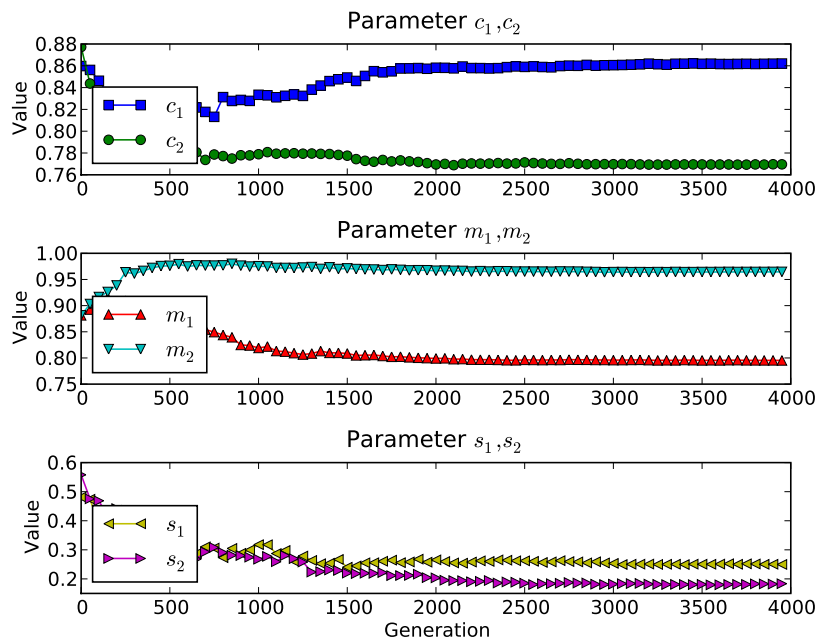 Parameter c₁,c₂
0.88
0.86
0.84
0.82
0.80
0.78
0.76
Value
c₁
c₂
0 500 1000 1500 2000 2500 3000 3500 4000
Parameter m₁,m₂
1.00
0.95
0.90
0.85
0.80
0.75
Value
m₁
m₂
0 500 1000 1500 2000 2500 3000 3500 4000
Parameter s₁,s₂
0.6
0.5
0.4
0.3
0.2
Value
s₁
s₂
0 500 1000 1500 2000 2500 3000 3500 4000
Generation